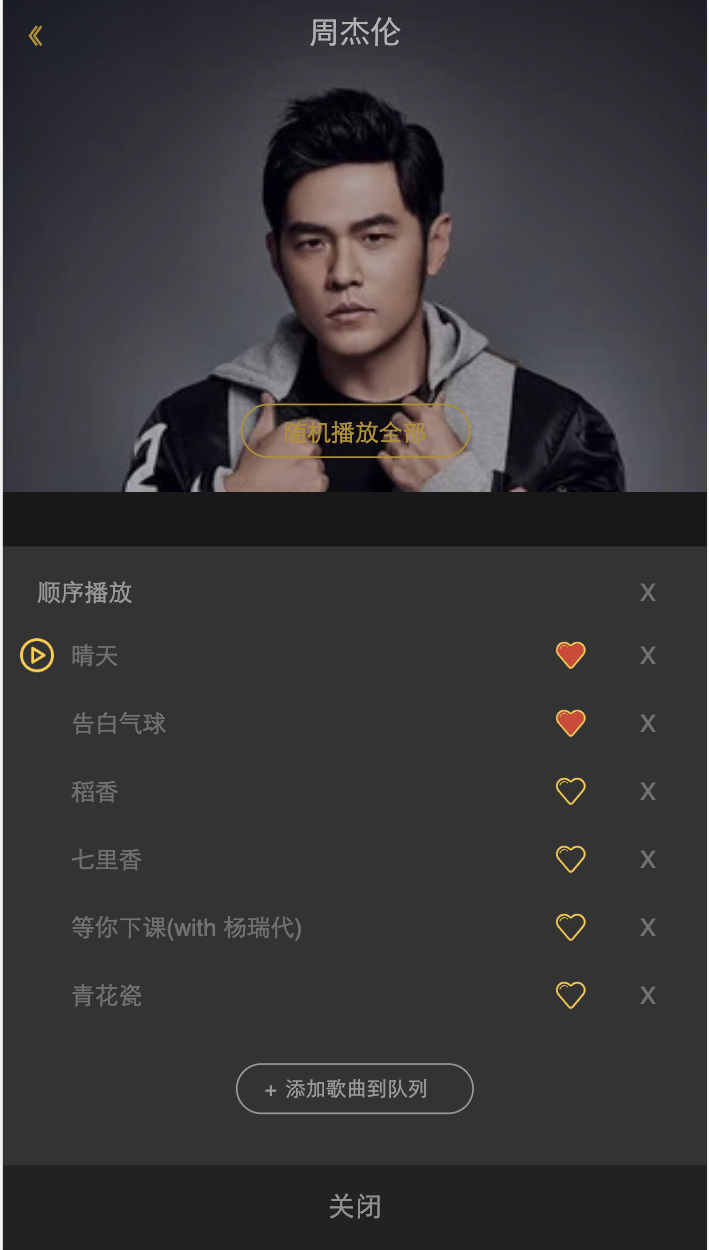 周杰伦
随机播放全部
顺序播放 X
晴天 X
告白气球 X
稻香 X
七里香 X
等你下课(with 杨瑞代) X
青花瓷 X
+ 添加歌曲到队列
关闭